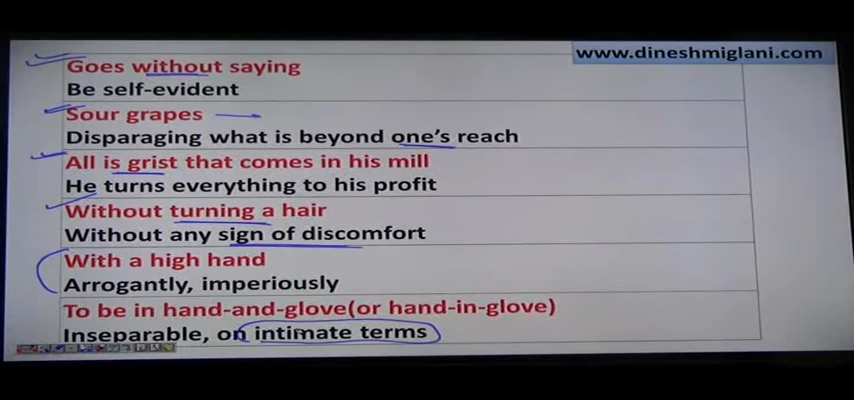 www.dineshmiglani.com
Goes without saying
Be self-evident
Sour grapes
Disparaging what is beyond one's reach
All is grist that comes in his mill
He turns everything to his profit
Without turning a hair
Without any sign of discomfort
With a high hand
Arrogantly, imperiously
To be in hand-and-glove(or hand-in-glove)
Inseparable, on intimate terms